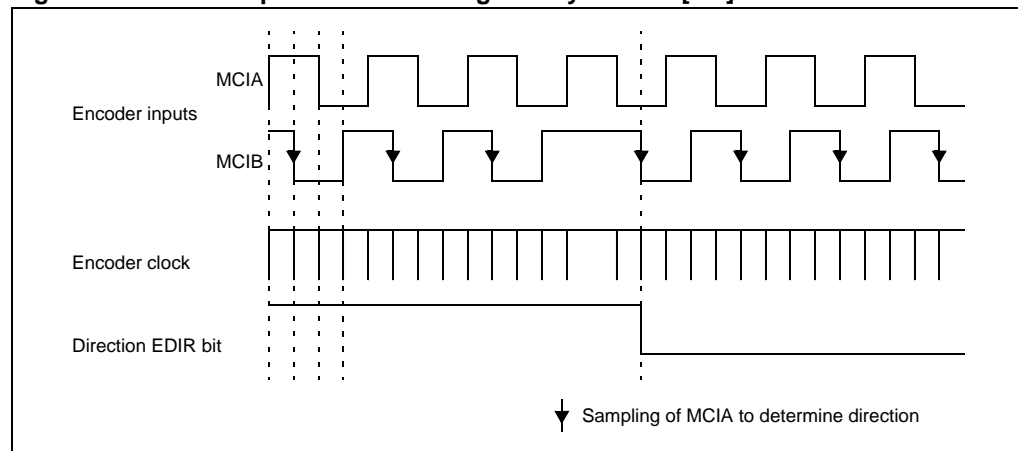 MCIA
Encoder inputs
MCIB
Encoder clock
Direction EDIR bit
Sampling of MCIA to determine direction